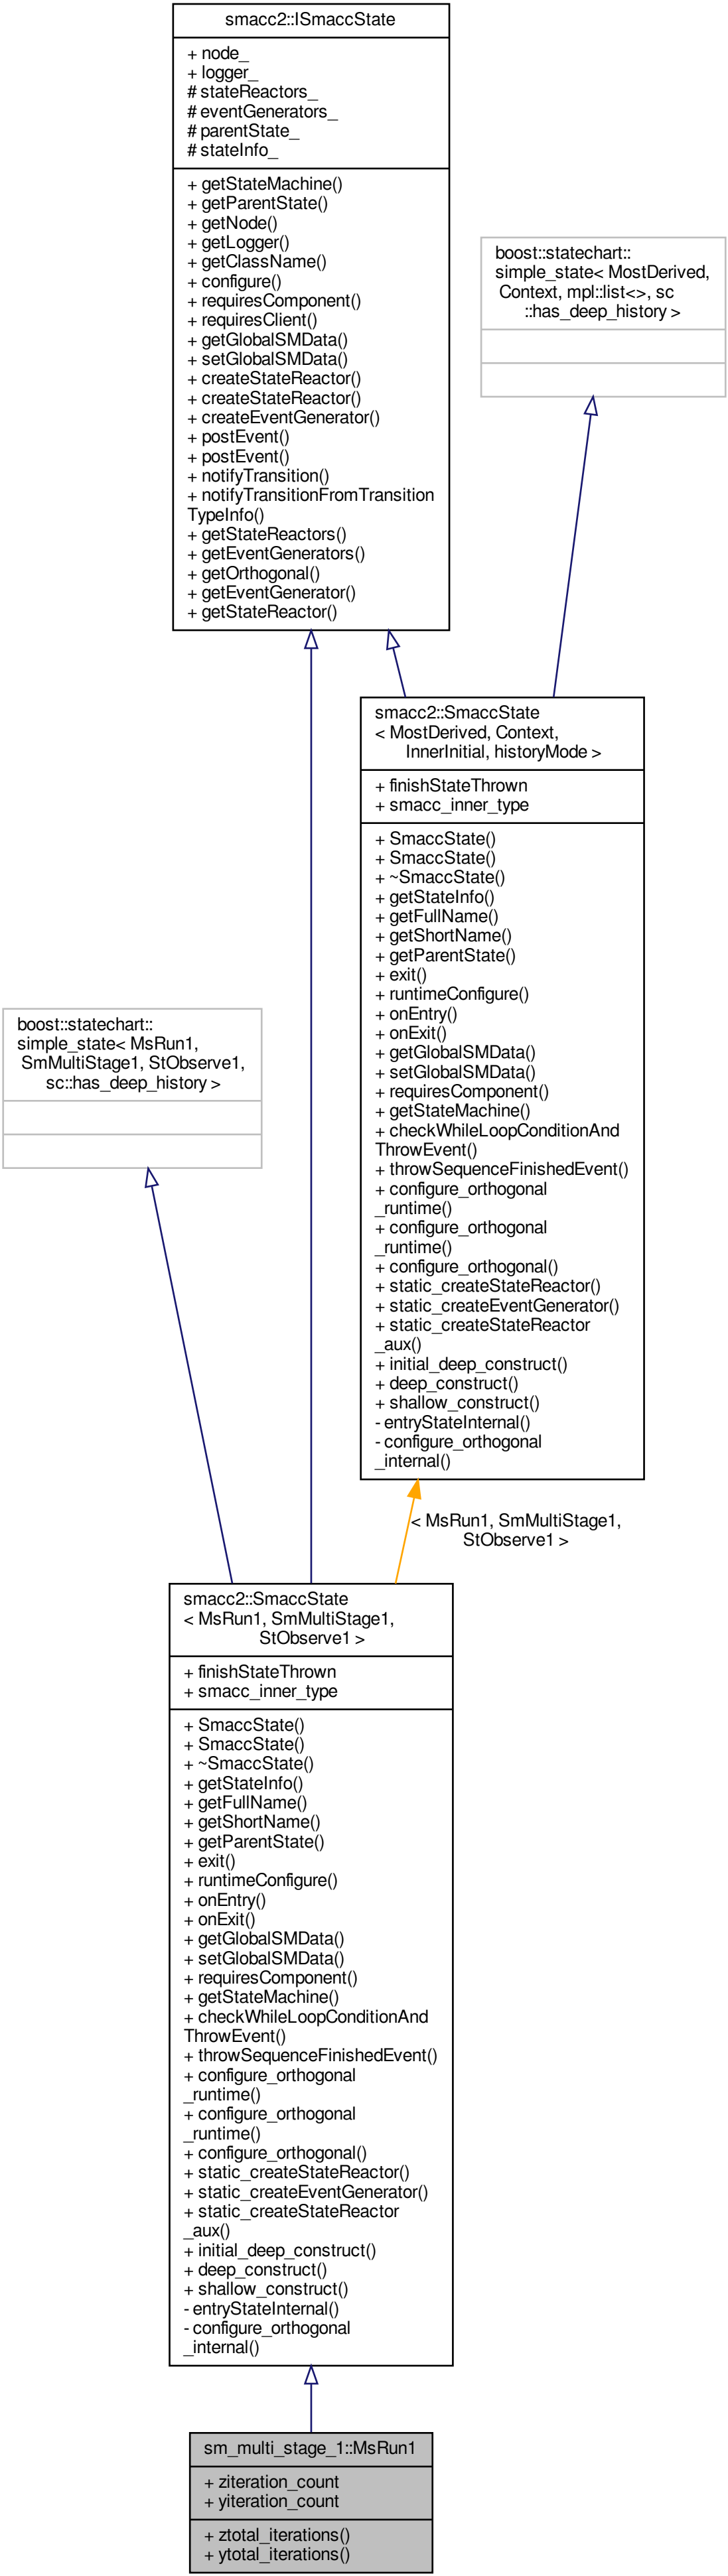 smacc2::ISmaccState
+ node_
+ logger_
# stateReactors_
# eventGenerators_
# parentState_
# stateInfo_
+ getStateMachine()
+ getParentState()
+ getNode()
+ getLogger()
+ getClassName()
+ configure()
+ requiresComponent()
+ requiresClient()
+ getGlobalSMData()
+ setGlobalSMData()
+ createStateReactor()
+ createStateReactor()
+ createEventGenerator()
+ postEvent()
+ postEvent()
+ notifyTransition()
+ notifyTransitionFromTransition
TypeInfo()
+ getStateReactors()
+ getEventGenerators()
+ getOrthogonal()
+ getEventGenerator()
+ getStateReactor()
boost::statechart::
simple_state< MostDerived,
Context, mpl::list<>, sc
::has_deep_history >
smacc2::SmaccState
< MostDerived, Context,
InnerInitial, historyMode >
+ finishStateThrown
+ smacc_inner_type
+ SmaccState()
+ SmaccState()
+ ~SmaccState()
+ getStateInfo()
+ getFullName()
+ getShortName()
+ getParentState()
+ exit()
+ runtimeConfigure()
+ onEntry()
+ onExit()
+ getGlobalSMData()
+ setGlobalSMData()
+ requiresComponent()
+ getStateMachine()
+ checkWhileLoopConditionAnd
ThrowEvent()
+ throwSequenceFinishedEvent()
+ configure_orthogonal
_runtime()
+ configure_orthogonal
_runtime()
+ configure_orthogonal()
+ static_createStateReactor()
+ static_createEventGenerator()
+ static_createStateReactor
_aux()
+ initial_deep_construct()
+ deep_construct()
+ shallow_construct()
- entryStateInternal()
- configure_orthogonal
_internal()
boost::statechart::
simple_state< MsRun1,
SmMultiStage1, StObserve1,
sc::has_deep_history >
< MsRun1, SmMultiStage1,
StObserve1 >
smacc2::SmaccState
< MsRun1, SmMultiStage1,
StObserve1 >
+ finishStateThrown
+ smacc_inner_type
+ SmaccState()
+ SmaccState()
+ ~SmaccState()
+ getStateInfo()
+ getFullName()
+ getShortName()
+ getParentState()
+ exit()
+ runtimeConfigure()
+ onEntry()
+ onExit()
+ getGlobalSMData()
+ setGlobalSMData()
+ requiresComponent()
+ getStateMachine()
+ checkWhileLoopConditionAnd
ThrowEvent()
+ throwSequenceFinishedEvent()
+ configure_orthogonal
_runtime()
+ configure_orthogonal
_runtime()
+ configure_orthogonal()
+ static_createStateReactor()
+ static_createEventGenerator()
+ static_createStateReactor
_aux()
+ initial_deep_construct()
+ deep_construct()
+ shallow_construct()
- entryStateInternal()
- configure_orthogonal
_internal()
sm_multi_stage_1::MsRun1
+ ziteration_count
+ yiteration_count
+ ztotal_iterations()
+ ytotal_iterations()